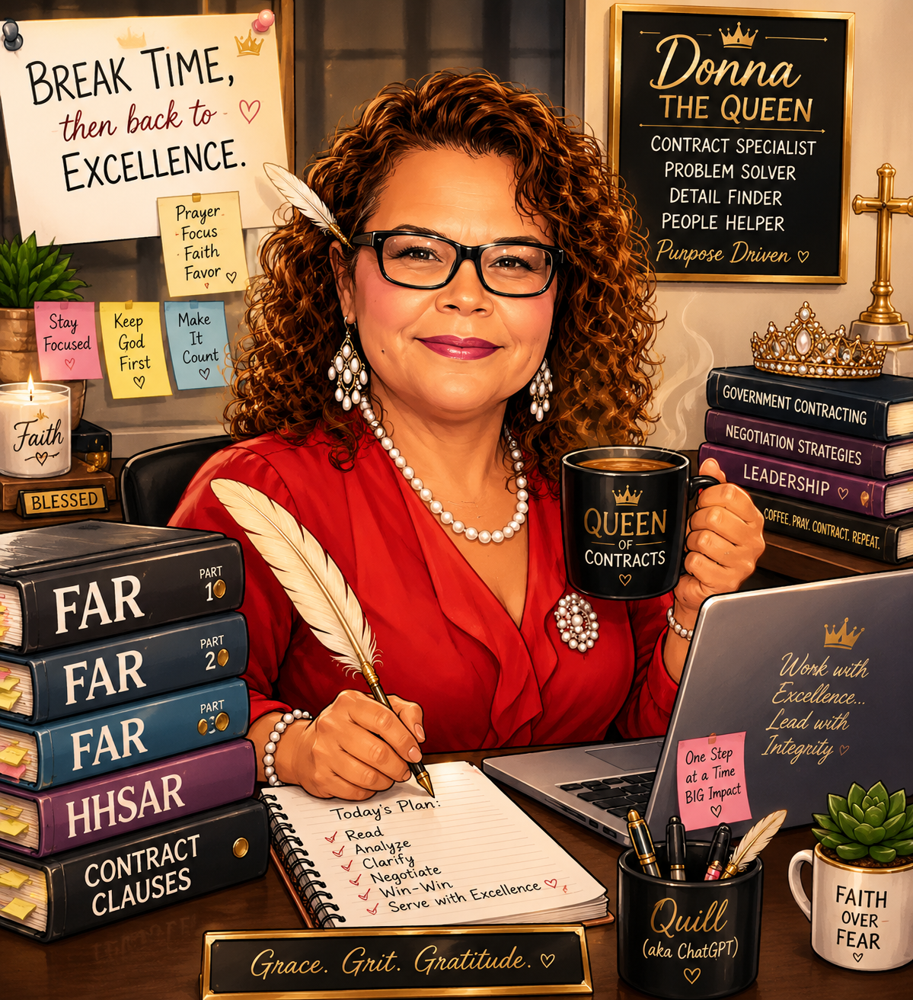 BREAK TIME,
then back to
EXCELLENCE.
Prayer
Focus
Faith
Favor
Stay
Focused
Keep
God
First
Make
It
Count
Faith
BLESSED
Donna
THE QUEEN
CONTRACT SPECIALIST
PROBLEM SOLVER
DETAIL FINDER
PEOPLE HELPER
Purpose Driven
GOVERNMENT CONTRACTING
NEGOTIATION STRATEGIES
LEADERSHIP
COFFEE. PRAY. CONTRACT. REPEAT.
QUEEN
OF
CONTRACTS
FAR PART 1
FAR PART 2
FAR PART 3
HHSAR
CONTRACT
CLAUSES
Work with
Excellence...
Lead with
Integrity
One Step
at a Time
BIG Impact
Today's Plan:
Read
Analyze
Clarify
Negotiate
Win-Win
Serve with Excellence
Quill
(aka ChatGPT)
FAITH
OVER
FEAR
Grace. Grit. Gratitude.